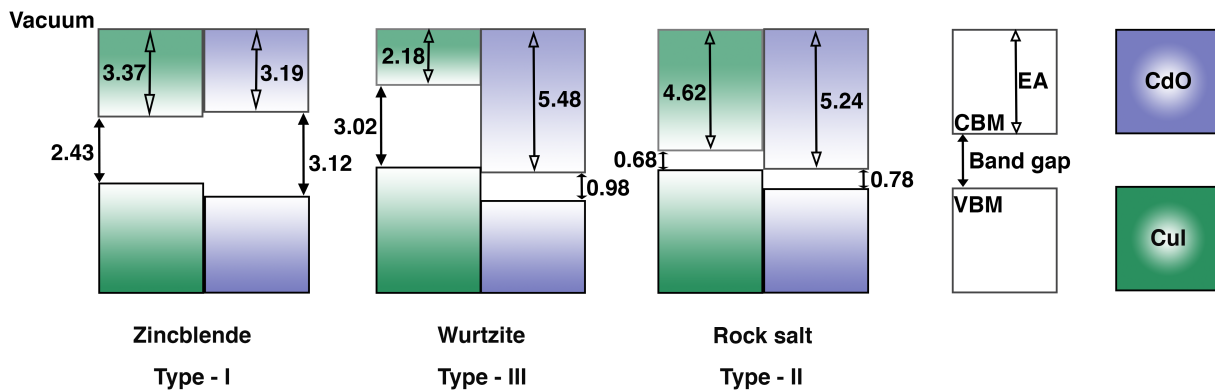 Vacuum
3.37
3.19
2.43
3.12
Zincblende
Type - I
2.18
5.48
3.02
0.98
Wurtzite
Type - III
4.62
5.24
0.68
0.78
Rock salt
Type - II
EA
CBM
Band gap
VBM
CdO
CuI